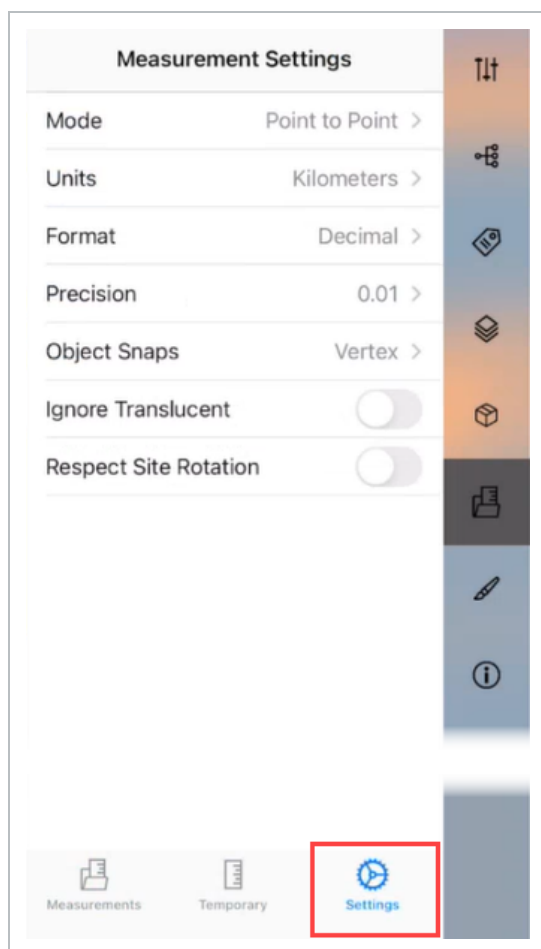 Measurement Settings
Mode Point to Point
Units Kilometers
Format Decimal
Precision 0.01
Object Snaps Vertex
Ignore Translucent
Respect Site Rotation
Measurements Temporary Settings